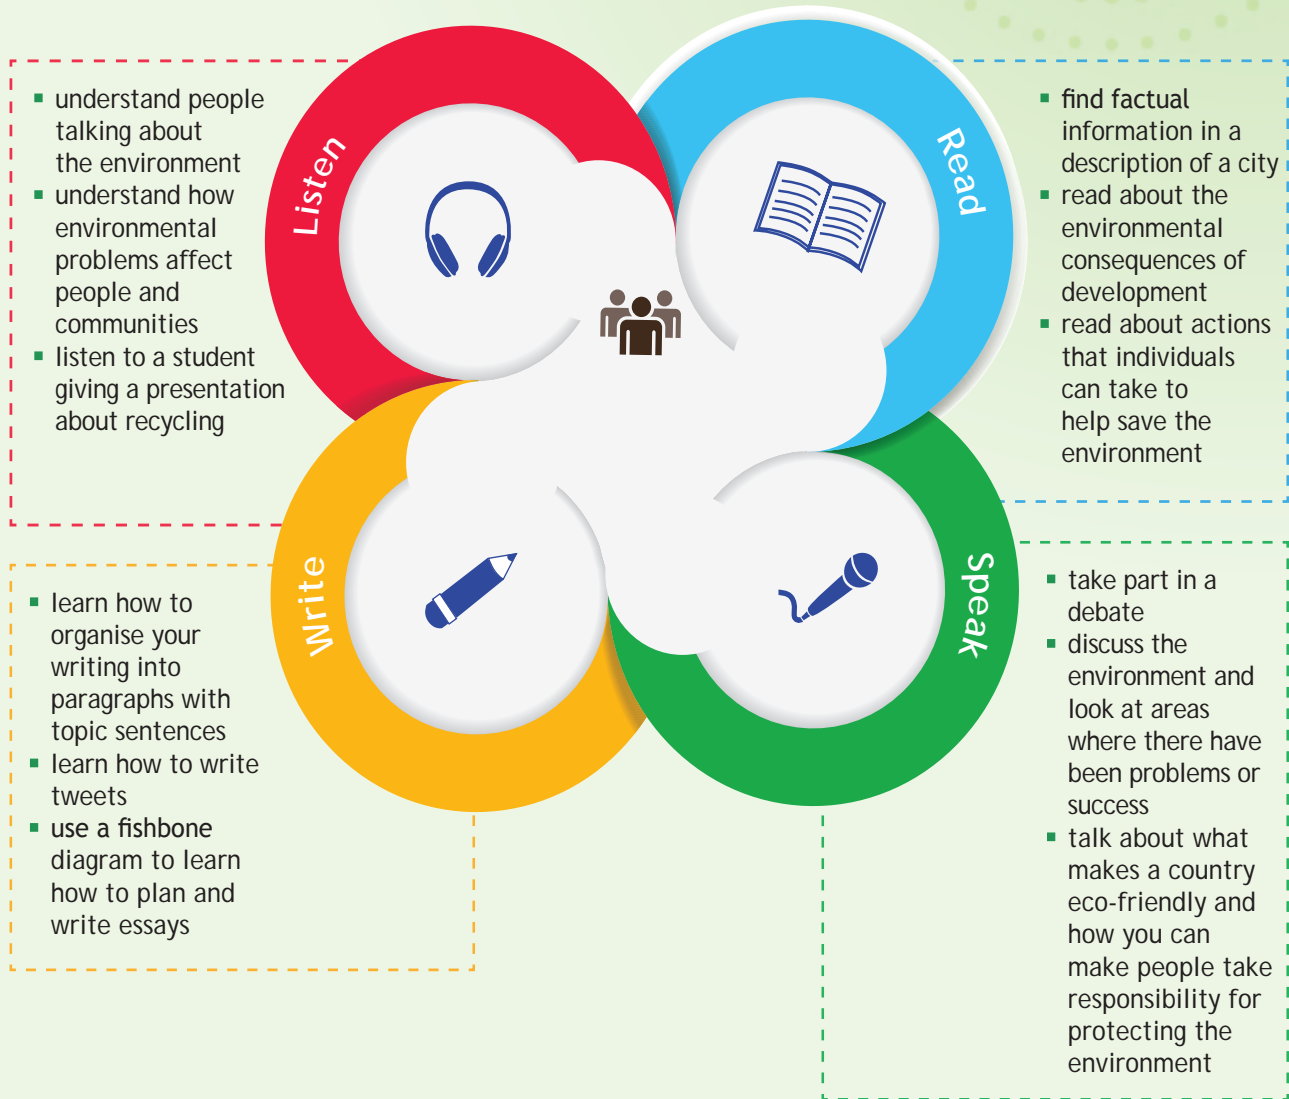 Listen
▪ understand people
talking about
the environment
▪ understand how
environmental
problems affect
people and
communities
▪ listen to a student
giving a presentation
about recycling
Read
▪ find factual
information in a
description of a city
▪ read about the
environmental
consequences of
development
▪ read about actions
that individuals
can take to
help save the
environment
Write
▪ learn how to
organise your
writing into
paragraphs with
topic sentences
▪ learn how to write
tweets
▪ use a fishbone
diagram to learn
how to plan and
write essays
Speak
▪ take part in a
debate
▪ discuss the
environment and
look at areas
where there have
been problems or
success
▪ talk about what
makes a country
eco-friendly and
how you can
make people take
responsibility for
protecting the
environment